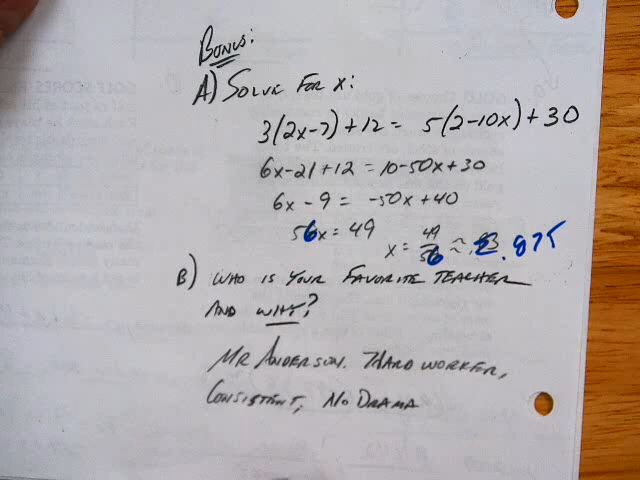 BONUS:
A) SOLVE FOR X:
3(2x-7)+12 = 5(2-10x)+30
6x-21+12 = 10-50x+30
6x-9 = -50x+40
56x = 49
x = 49/56 ≈ .875
B) WHO IS YOUR FAVORITE TEACHER
AND WHY?
MR ANDERSON. HARD WORKER,
CONSISTENT, NO DRAMA